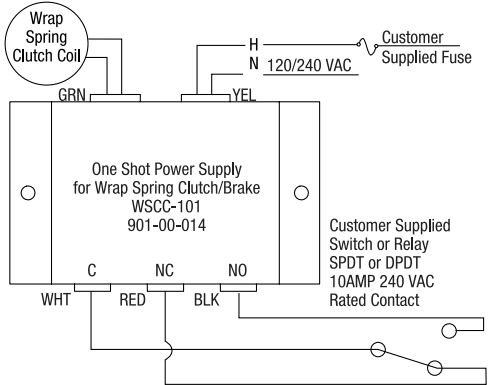 Wrap
Spring
Clutch Coil
H
Customer
Supplied Fuse
N 120/240 VAC
GRN
YEL
One Shot Power Supply
for Wrap Spring Clutch/Brake
WSCC-101
901-00-014
Customer Supplied
Switch or Relay
SPDT or DPDT
10AMP 240 VAC
Rated Contact
C NC NO
WHT RED BLK